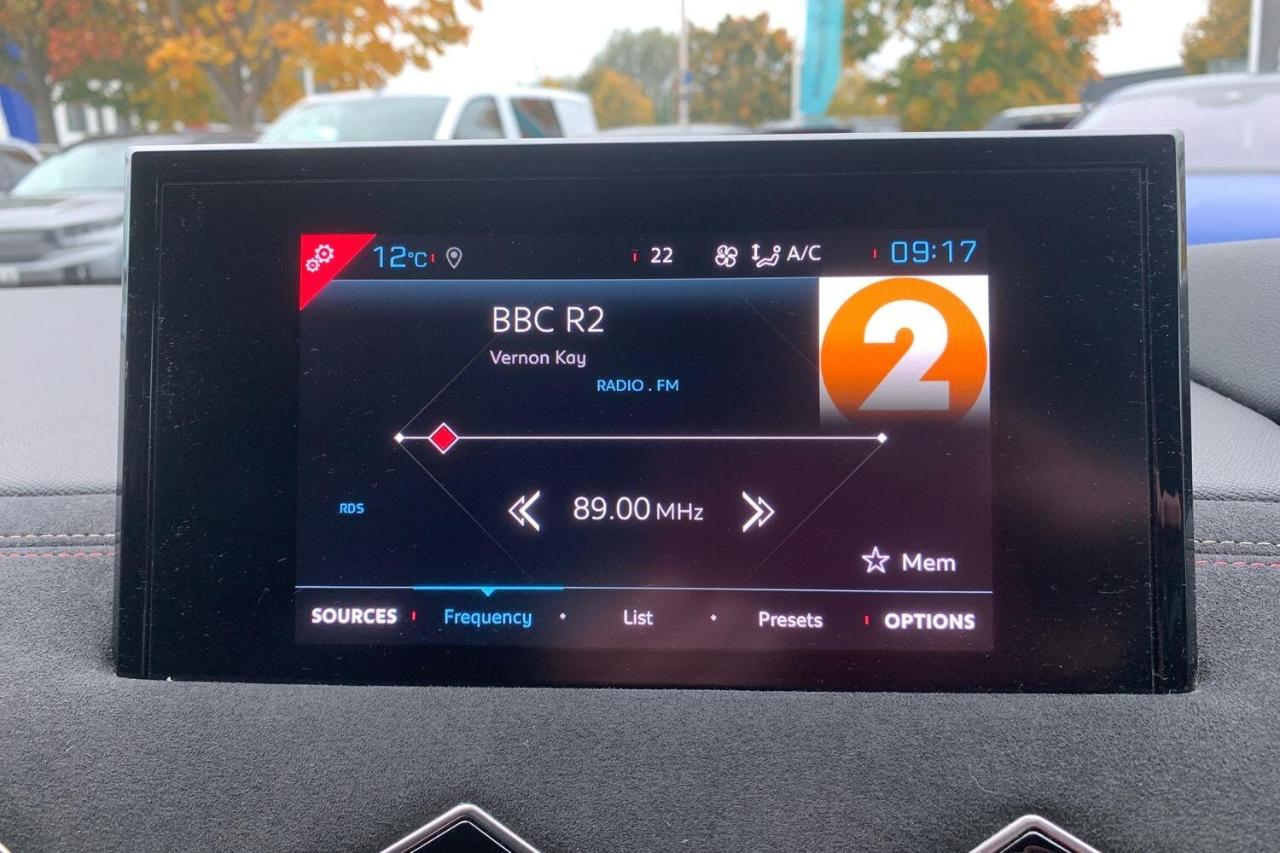 12°C 22 A/C 09:17
BBC R2
Vernon Kay
RADIO . FM
2
RDS
89.00 MHz
Mem
SOURCES Frequency List Presets OPTIONS